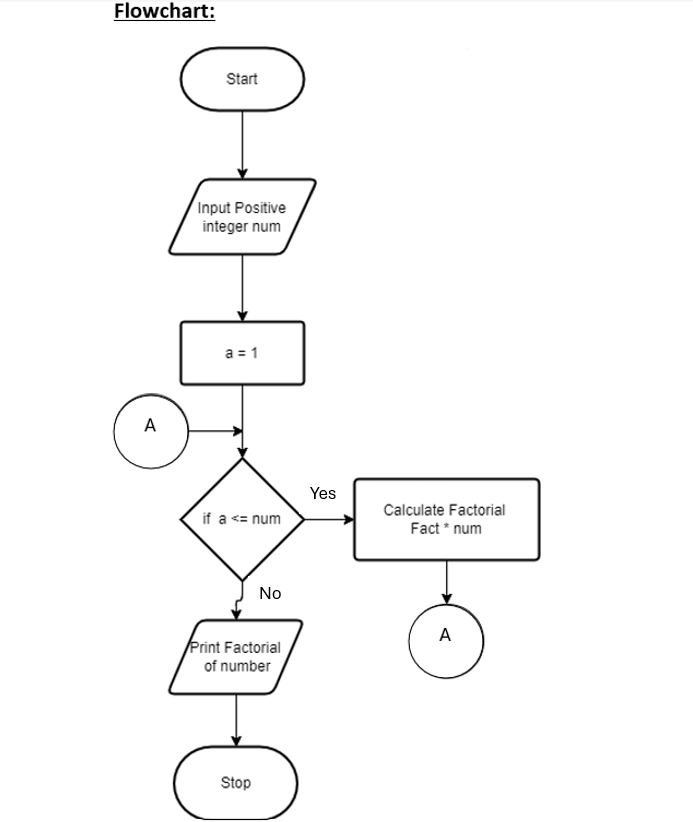 Flowchart:
Start
Input Positive
integer num
a = 1
A
if a <= num
Yes
Calculate Factorial
Fact * num
No
A
Print Factorial
of number
Stop